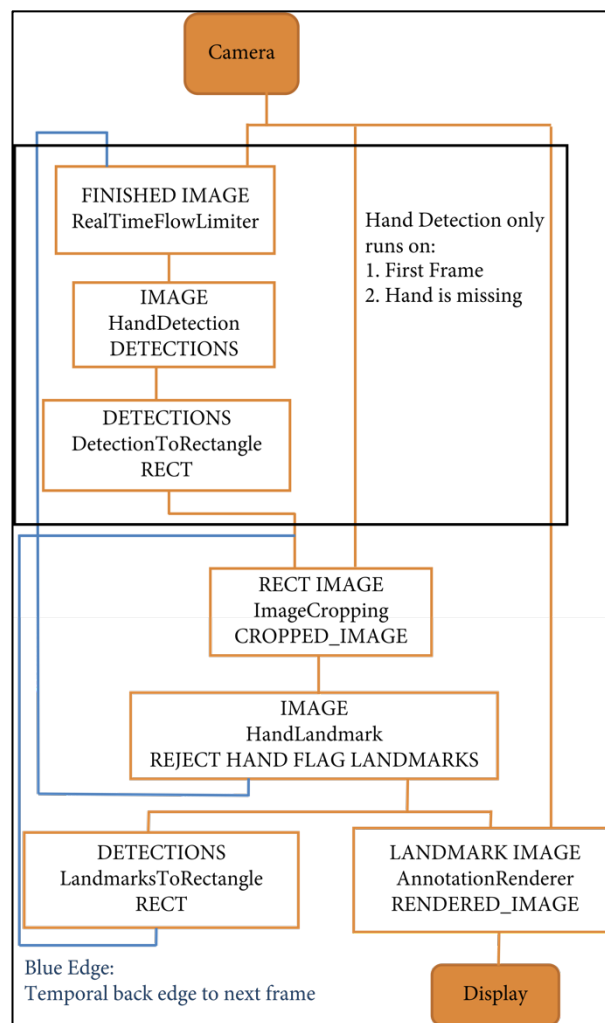 Camera
FINISHED IMAGE
RealTimeFlowLimiter
Hand Detection only
runs on:
1. First Frame
2. Hand is missing
IMAGE
HandDetection
DETECTIONS
DETECTIONS
DetectionToRectangle
RECT
RECT IMAGE
ImageCropping
CROPPED_IMAGE
IMAGE
HandLandmark
REJECT HAND FLAG LANDMARKS
DETECTIONS
LandmarksToRectangle
RECT
LANDMARK IMAGE
AnnotationRenderer
RENDERED_IMAGE
Blue Edge:
Temporal back edge to next frame
Display